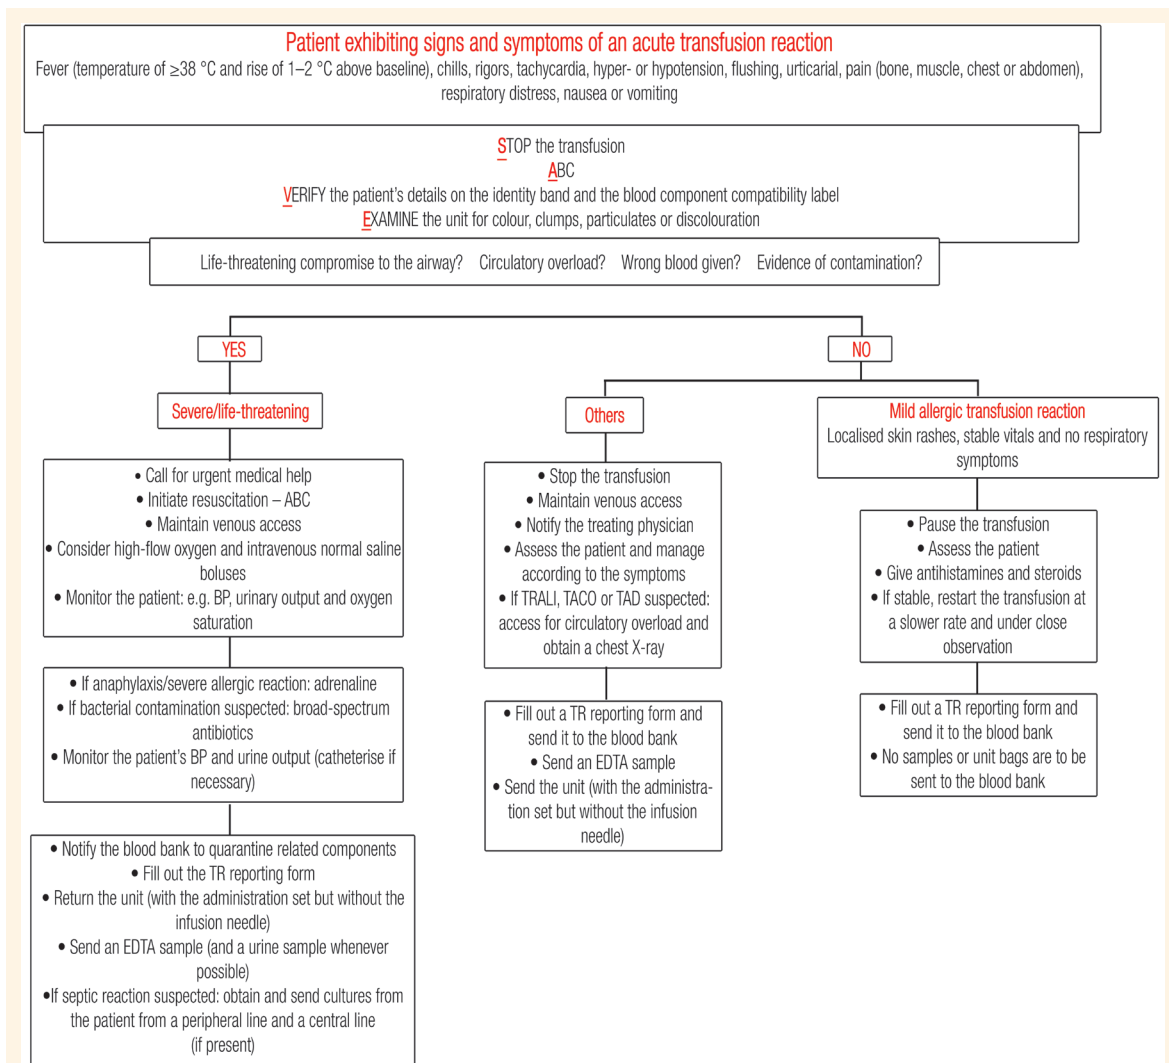 Patient exhibiting signs and symptoms of an acute transfusion reaction
Fever (temperature of ≥38 °C and rise of 1–2 °C above baseline), chills, rigors, tachycardia, hyper- or hypotension, flushing, urticarial, pain (bone, muscle, chest or abdomen),
respiratory distress, nausea or vomiting
STOP the transfusion
ABC
VERIFY the patient's details on the identity band and the blood component compatibility label
EXAMINE the unit for colour, clumps, particulates or discolouration
Life-threatening compromise to the airway? Circulatory overload? Wrong blood given? Evidence of contamination?
YES
Severe/life-threatening
• Call for urgent medical help
• Initiate resuscitation – ABC
• Maintain venous access
• Consider high-flow oxygen and intravenous normal saline
boluses
• Monitor the patient: e.g. BP, urinary output and oxygen
saturation
• If anaphylaxis/severe allergic reaction: adrenaline
• If bacterial contamination suspected: broad-spectrum
antibiotics
• Monitor the patient's BP and urine output (catheterise if
necessary)
• Notify the blood bank to quarantine related components
• Fill out the TR reporting form
• Return the unit (with the administration set but without the
infusion needle)
• Send an EDTA sample (and a urine sample whenever
possible)
•If septic reaction suspected: obtain and send cultures from
the patient from a peripheral line and a central line
(if present)
NO
Others
• Stop the transfusion
• Maintain venous access
• Notify the treating physician
• Assess the patient and manage
according to the symptoms
• If TRALI, TACO or TAD suspected:
access for circulatory overload and
obtain a chest X-ray
• Fill out a TR reporting form and
send it to the blood bank
• Send an EDTA sample
• Send the unit (with the administra-
tion set but without the infusion
needle)
Mild allergic transfusion reaction
Localised skin rashes, stable vitals and no respiratory
symptoms
• Pause the transfusion
• Assess the patient
• Give antihistamines and steroids
• If stable, restart the transfusion at
a slower rate and under close
observation
• Fill out a TR reporting form and
send it to the blood bank
• No samples or unit bags are to be
sent to the blood bank